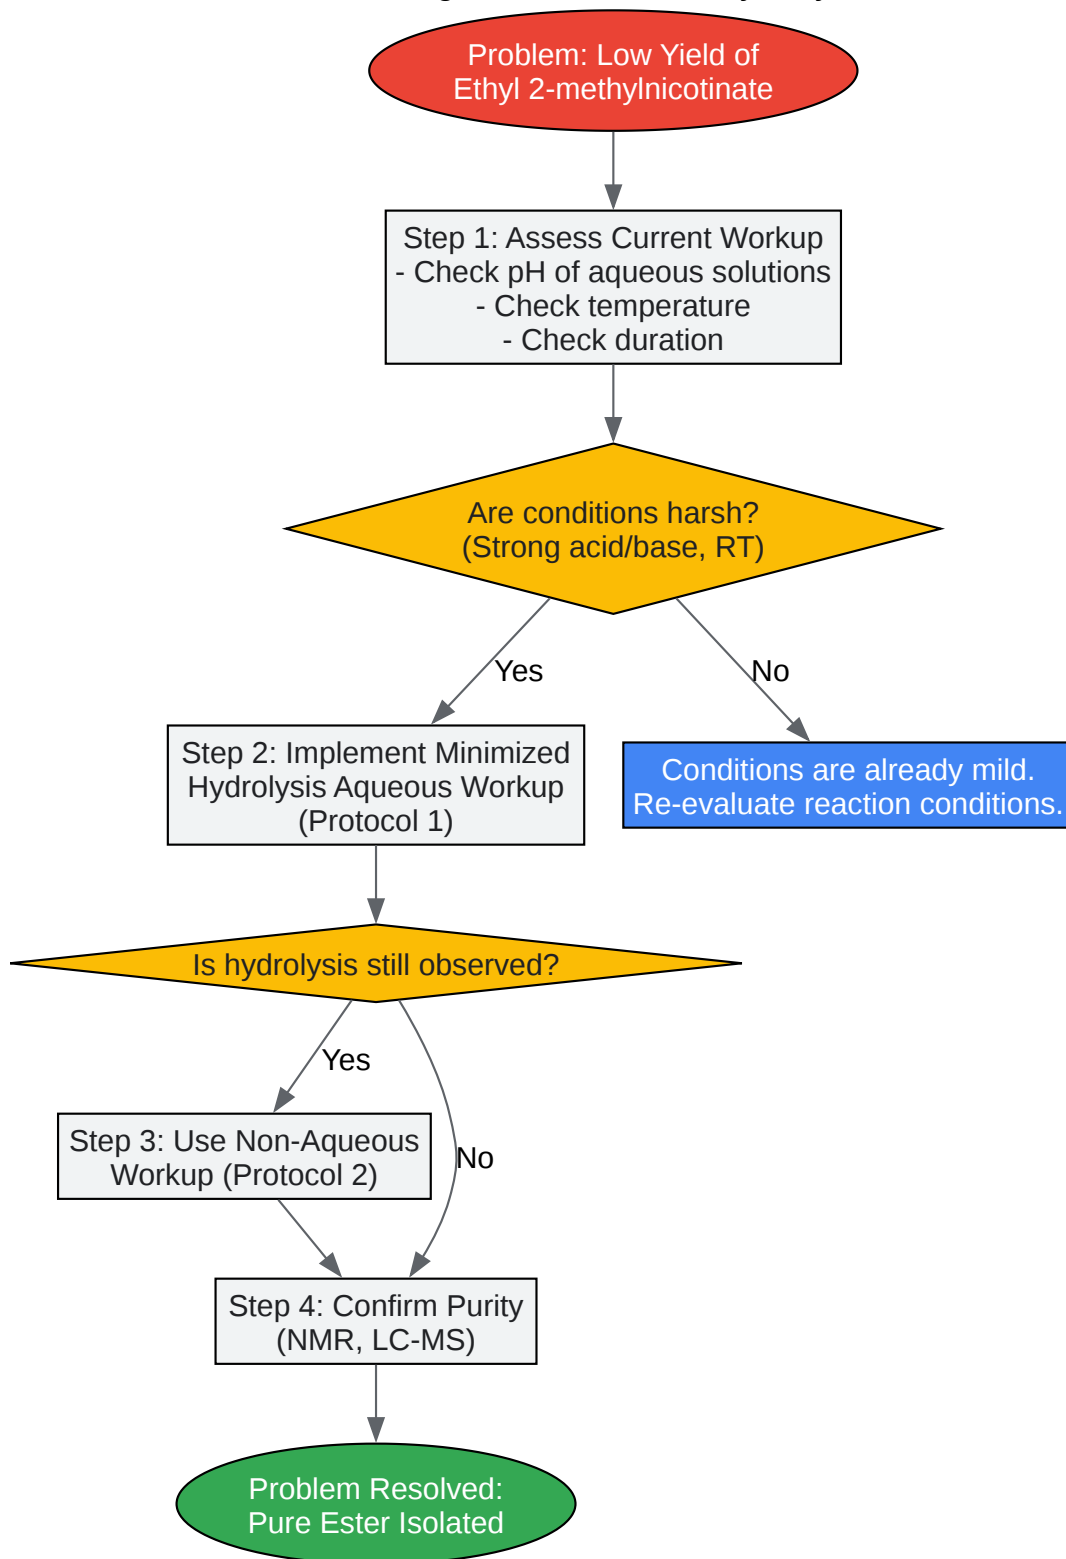 Problem: Low Yield of
Ethyl 2-methylnicotinate
Step 1: Assess Current Workup
- Check pH of aqueous solutions
- Check temperature
- Check duration
Are conditions harsh?
(Strong acid/base, RT)
Yes
No
Step 2: Implement Minimized
Hydrolysis Aqueous Workup
(Protocol 1)
Conditions are already mild.
Re-evaluate reaction conditions.
Is hydrolysis still observed?
Yes
No
Step 3: Use Non-Aqueous
Workup (Protocol 2)
Step 4: Confirm Purity
(NMR, LC-MS)
Problem Resolved:
Pure Ester Isolated